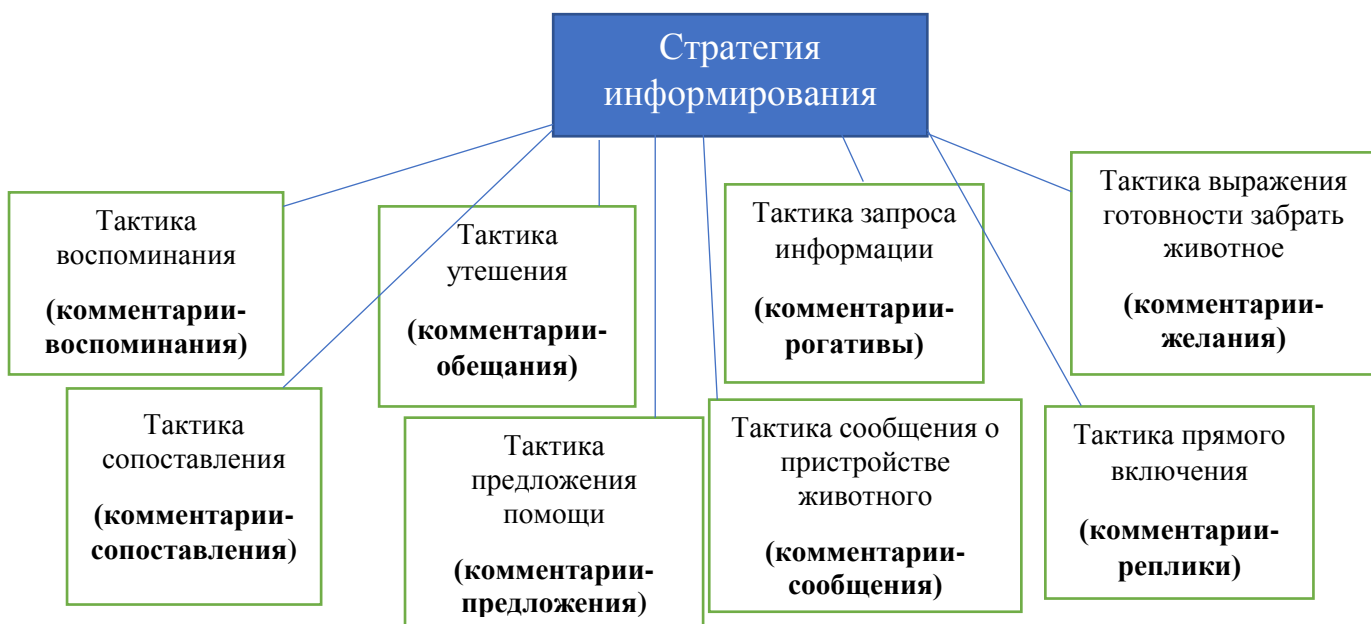 Стратегия
информирования
Тактика
воспоминания
(комментарии-
воспоминания)
Тактика
утешения
(комментарии-
обещания)
Тактика запроса
информации
(комментарии-
рогативы)
Тактика выражения
готовности забрать
животное
(комментарии-
желания)
Тактика
сопоставления
(комментарии-
сопоставления)
Тактика
предложения
помощи
(комментарии-
предложения)
Тактика сообщения о
пристройстве
животного
(комментарии-
сообщения)
Тактика прямого
включения
(комментарии-
реплики)